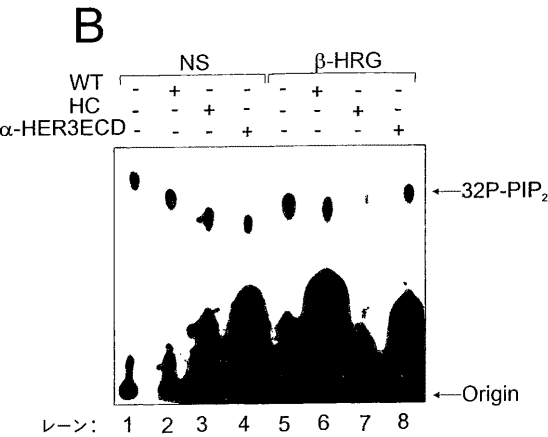 B
NS β-HRG
WT - + - - - + - -
HC - - + - - - + -
α-HER3ECD - - - + - - - +
32P-PIP₂
Origin
レーン: 1 2 3 4 5 6 7 8